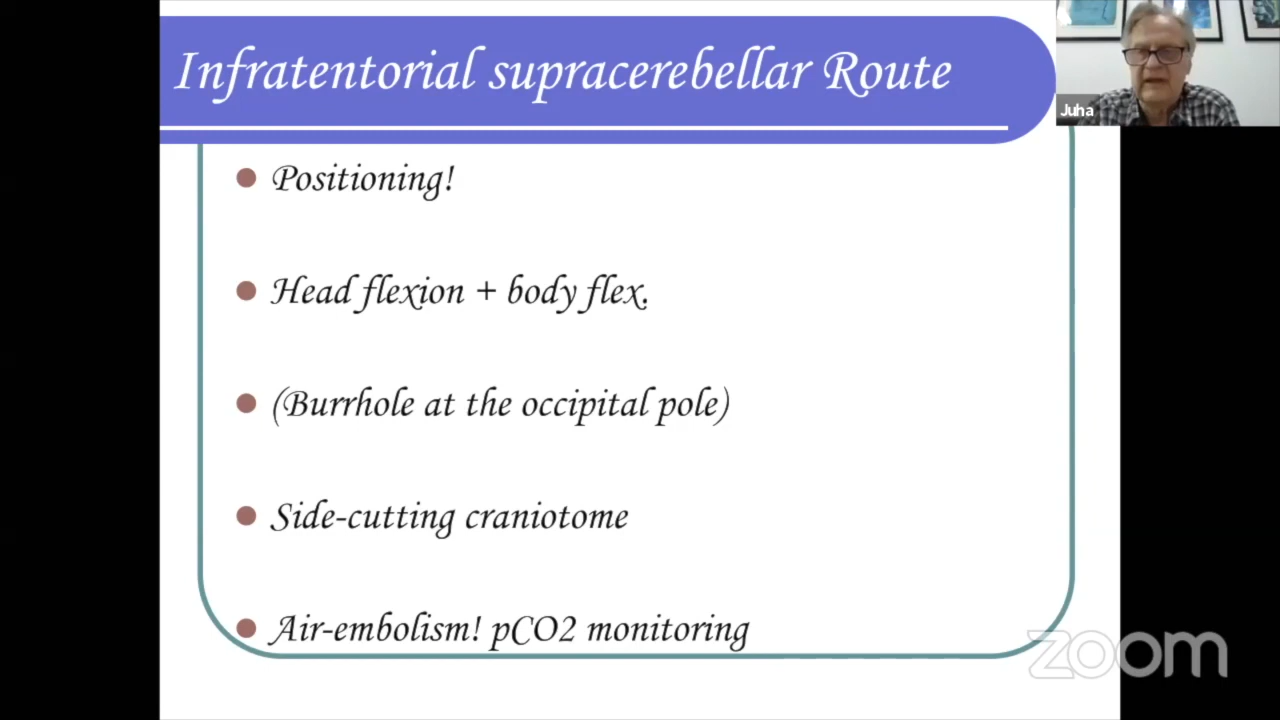 Infratentorial supracerebellar Route
Juha
Positioning!
Head flexion + body flex.
(Burrhole at the occipital pole)
Side-cutting craniotome
Air-embolism! pCO2 monitoring
zoom